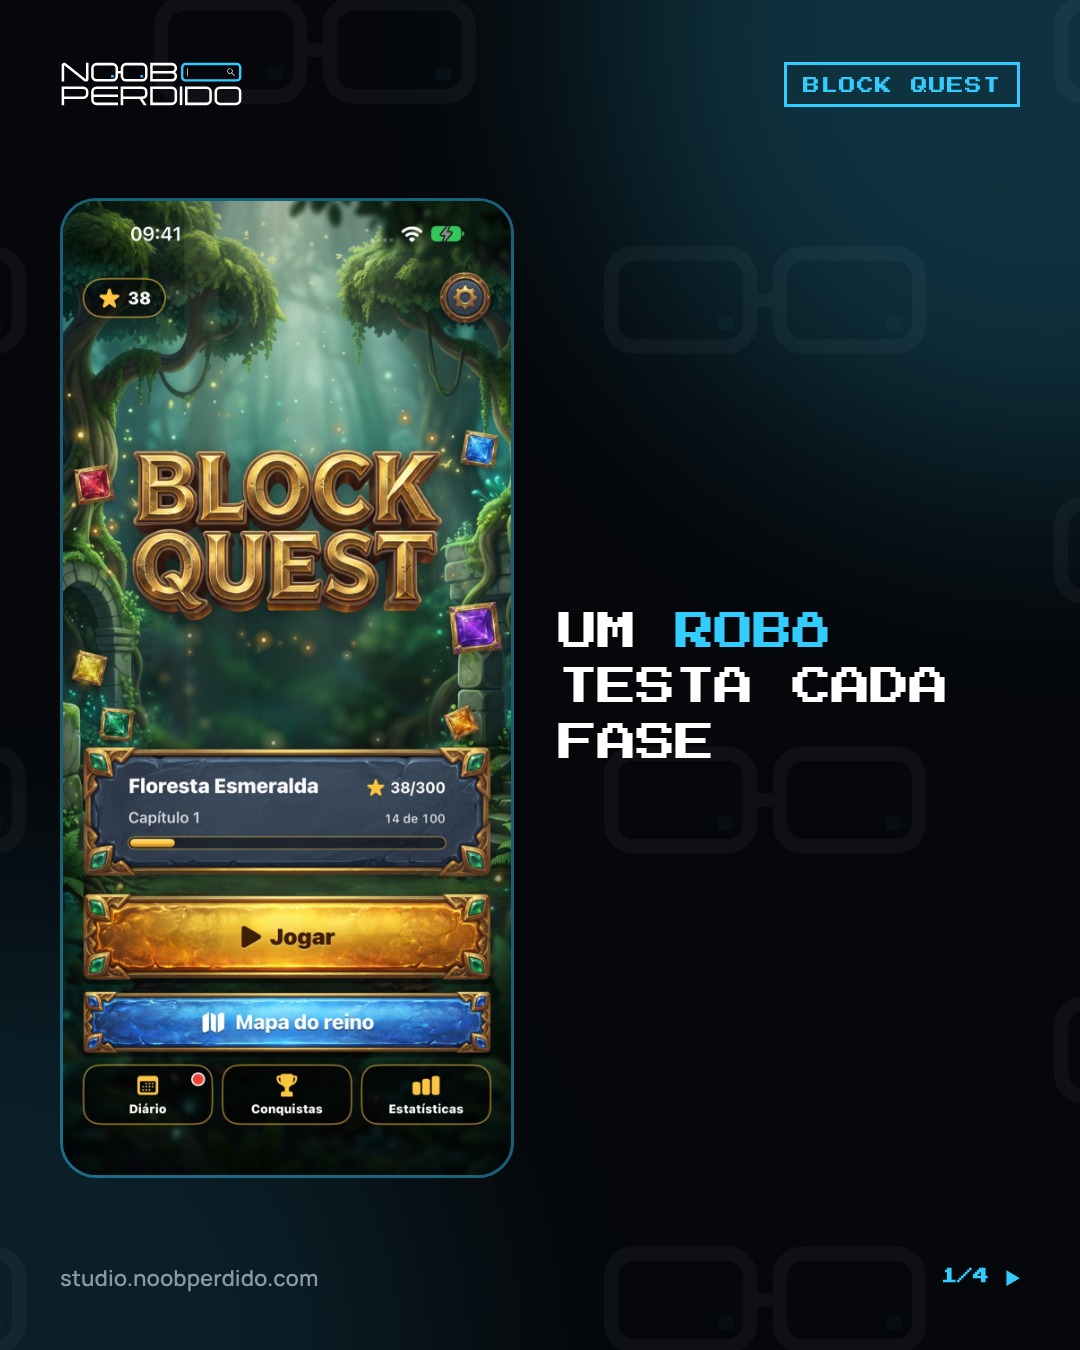 NOOB
PERDIDO
BLOCK QUEST
09:41
38
BLOCK
QUEST
Floresta Esmeralda
38/300
Capítulo 1
14 de 100
Jogar
Mapa do reino
Diário
Conquistas
Estatísticas
UM ROBÔ
TESTA CADA
FASE
studio.noobperdido.com
1/4